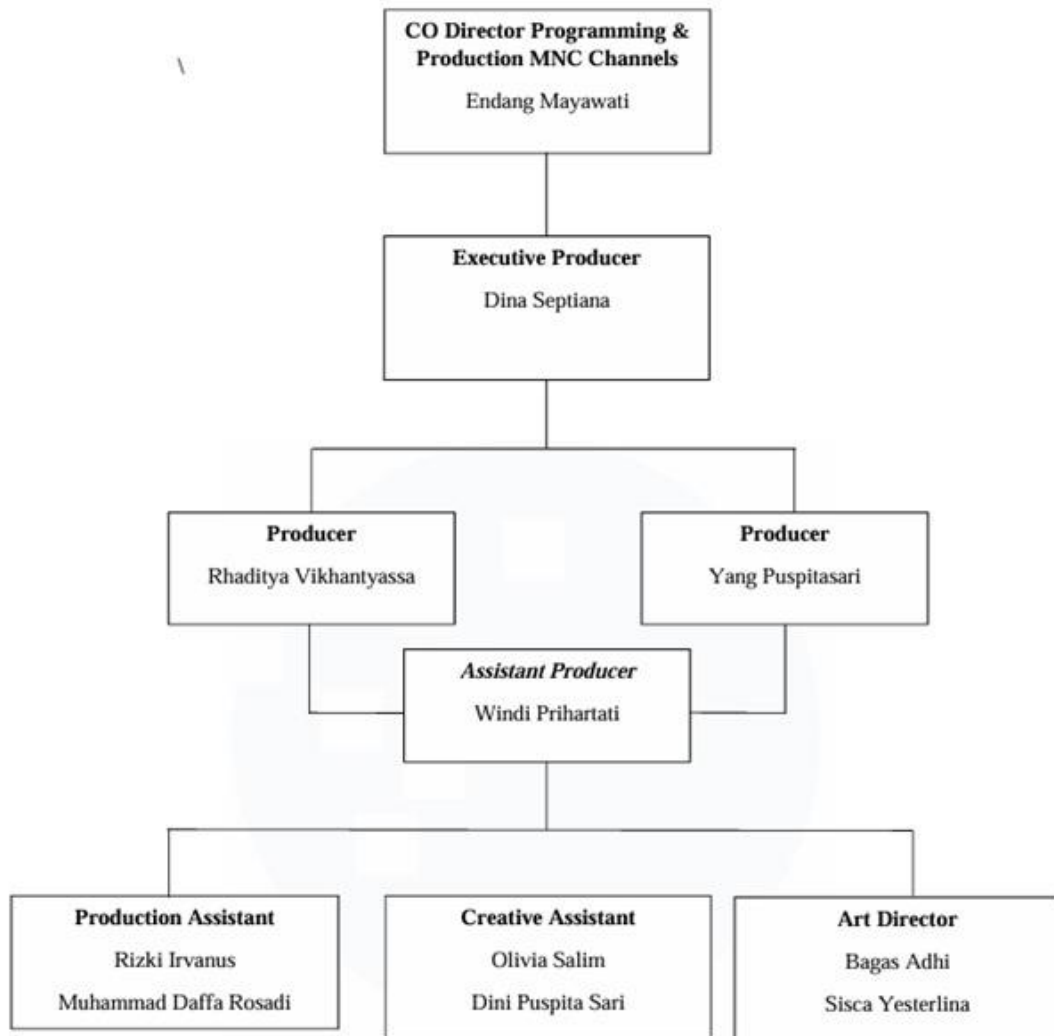 CO Director Programming &
Production MNC Channels
Endang Mayawati
Executive Producer
Dina Septiana
Producer
Rhaditya Vikhantyassa
Producer
Yang Puspitasari
Assistant Producer
Windi Prihartati
Production Assistant
Rizki Irvanus
Muhammad Daffa Rosadi
Creative Assistant
Olivia Salim
Dini Puspita Sari
Art Director
Bagas Adhi
Sisca Yesterlina